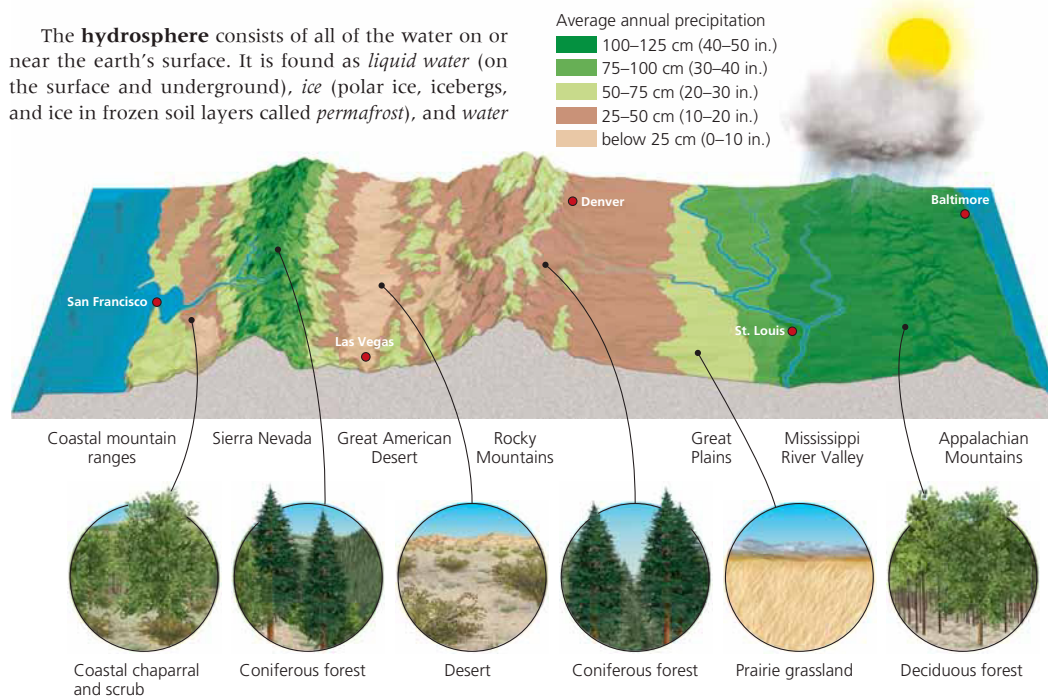 The hydrosphere consists of all of the water on or
near the earth's surface. It is found as liquid water (on
the surface and underground), ice (polar ice, icebergs,
and ice in frozen soil layers called permafrost), and water
Average annual precipitation
100–125 cm (40–50 in.)
75–100 cm (30–40 in.)
50–75 cm (20–30 in.)
25–50 cm (10–20 in.)
below 25 cm (0–10 in.)
Denver
Baltimore
San Francisco
St. Louis
Las Vegas
Coastal mountain
ranges
Sierra Nevada
Great American
Desert
Rocky
Mountains
Great
Plains
Mississippi
River Valley
Appalachian
Mountains
Coastal chaparral
and scrub
Coniferous forest
Desert
Coniferous forest
Prairie grassland
Deciduous forest